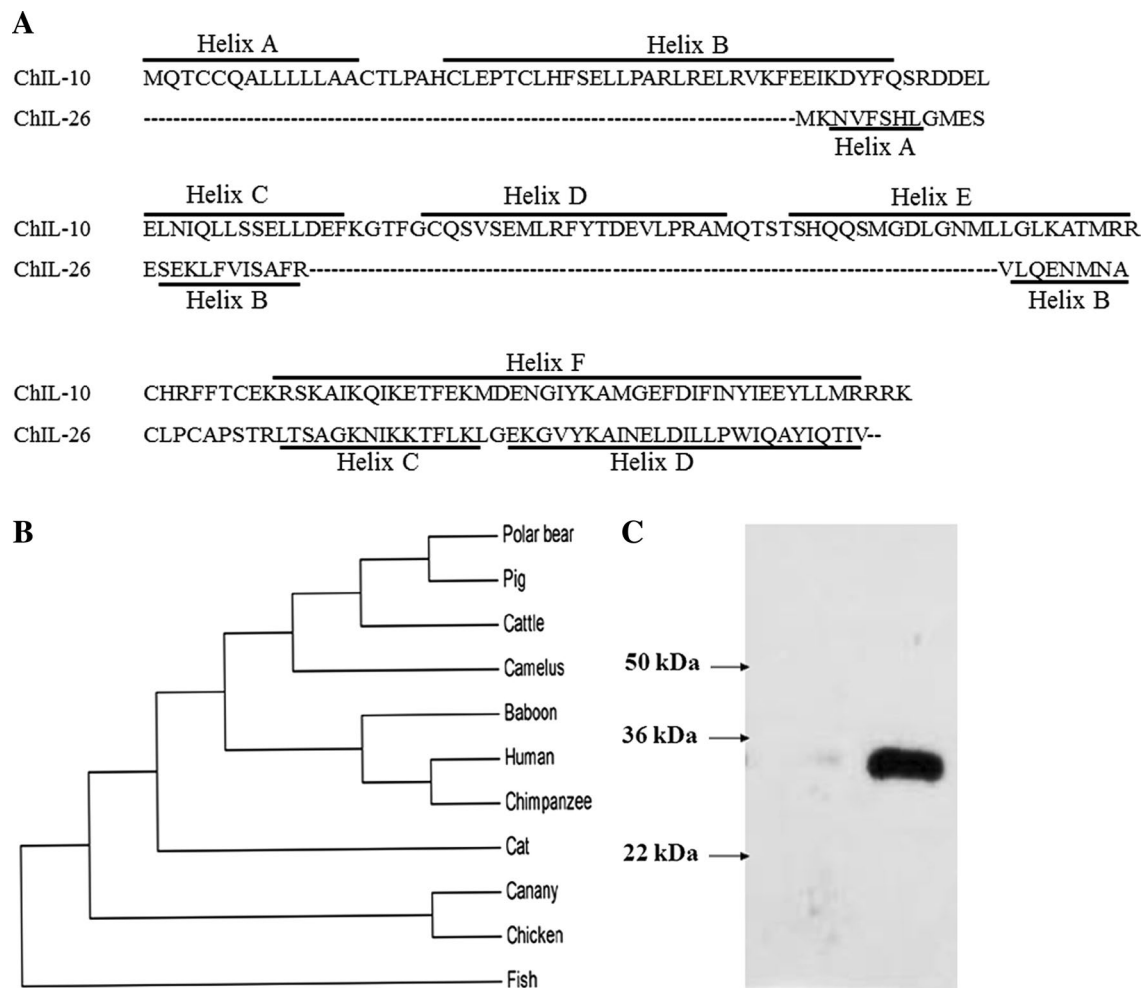 A
Helix A Helix B
ChIL-10 MQTCCQALLLLLAACTLPAHCLEPTCLHFSELLPARLRELRVKFEEIKDYFQSRDDEL
ChIL-26 -----------------------------------------------MKNVFSHLGMES
Helix A
Helix C Helix D Helix E
ChIL-10 ELNIQLLSSELLDEFKGTFGCQSVSEMLRFYTDEVLPRAMQTSTSHQQSMGDLGNMLLGLKATMRR
ChIL-26 ESEKLFVISAFR------------------------------------------------VLQENMNA
Helix B Helix B
Helix F
ChIL-10 CHRFFTCEKRSKAIKQIKETFEKMDENGIYKAMGEFDIFINYIEEYLLMRRRRK
ChIL-26 CLPCAPSTRLTSAGKNIKKTFLKLGEKGVYKAINELDILLPWIQAYIQTIV--
Helix C Helix D
B
Polar bear
Pig
Cattle
Camelus
Baboon
Human
Chimpanzee
Cat
Canany
Chicken
Fish
C
50 kDa
36 kDa
22 kDa